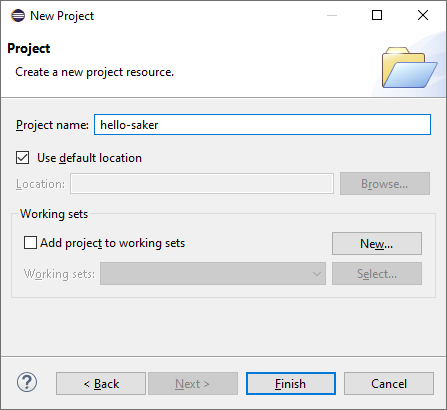 New Project
Project
Create a new project resource.
Project name: hello-saker
Use default location
Location:
Browse...
Working sets
Add project to working sets
New...
Working sets:
Select...
? < Back Next > Finish Cancel